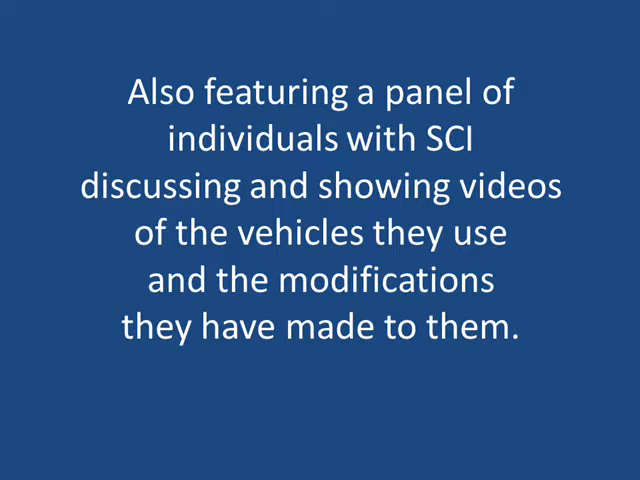 Also featuring a panel of
individuals with SCI
discussing and showing videos
of the vehicles they use
and the modifications
they have made to them.